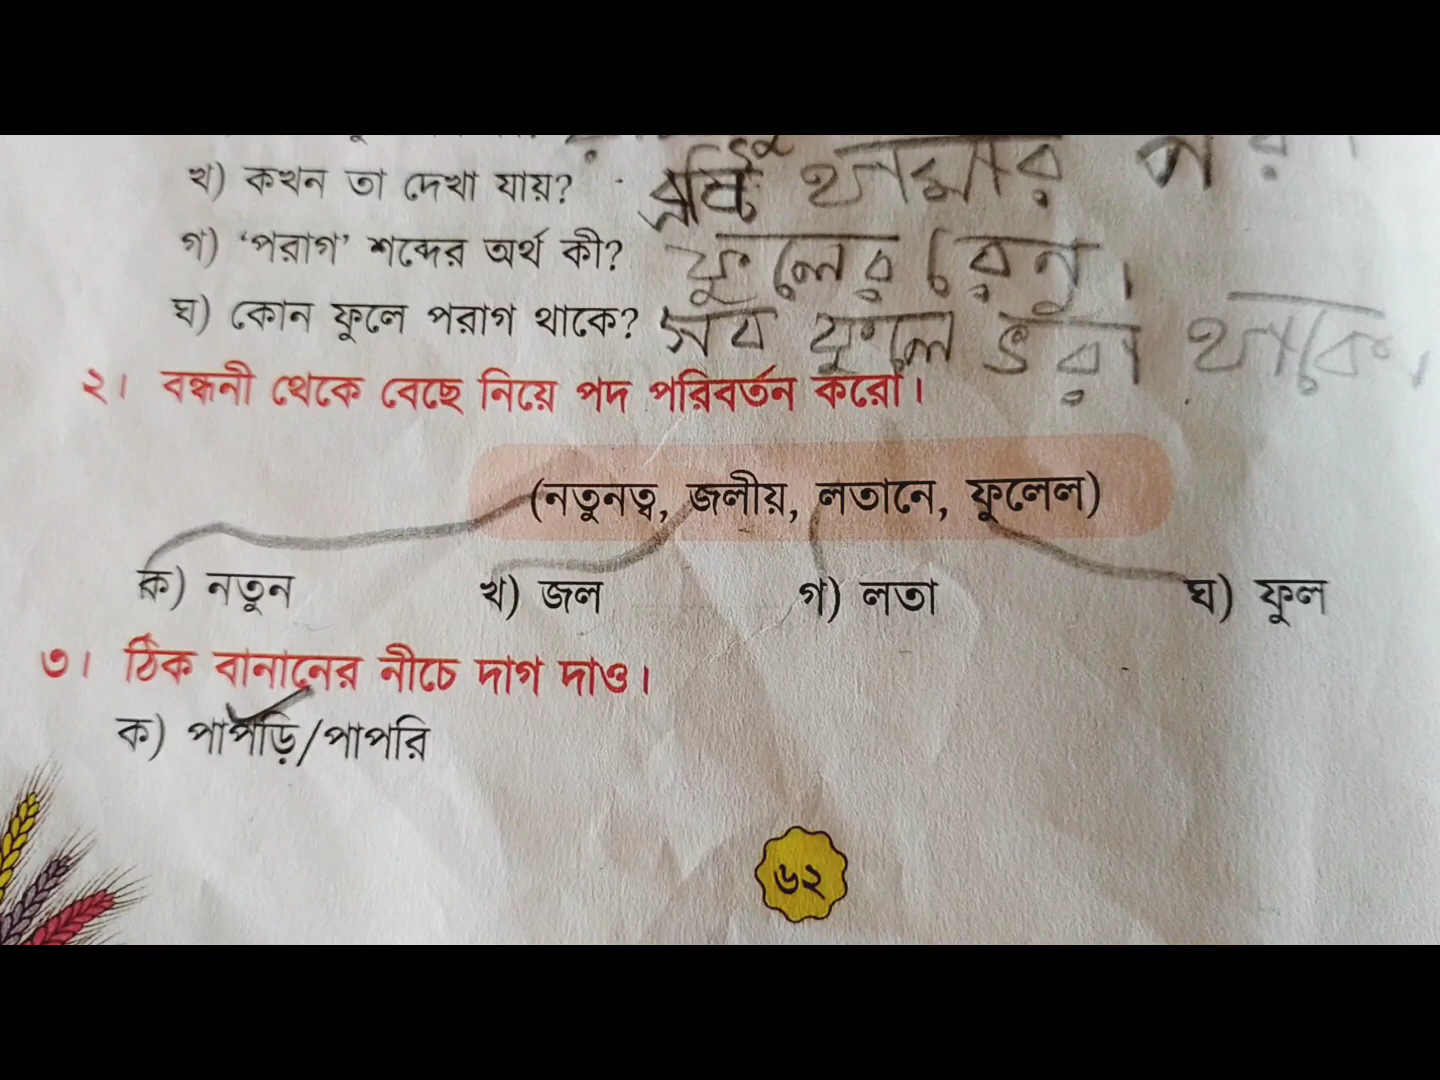 খ) কখন তা দেখা যায়? বৃষ্টি থামার পর
গ) 'পরাগ' শব্দের অর্থ কী? ফুলের রেনু।
ঘ) কোন ফুলে পরাগ থাকে? সব ফুলে ভরা থাকে।
২। বন্ধনী থেকে বেছে নিয়ে পদ পরিবর্তন করো।
(নতুনত্ব, জলীয়, লতানে, ফুলেল)
ক) নতুন খ) জল গ) লতা ঘ) ফুল
৩। ঠিক বানানের নীচে দাগ দাও।
ক) পাপড়ি/পাপরি
৬২